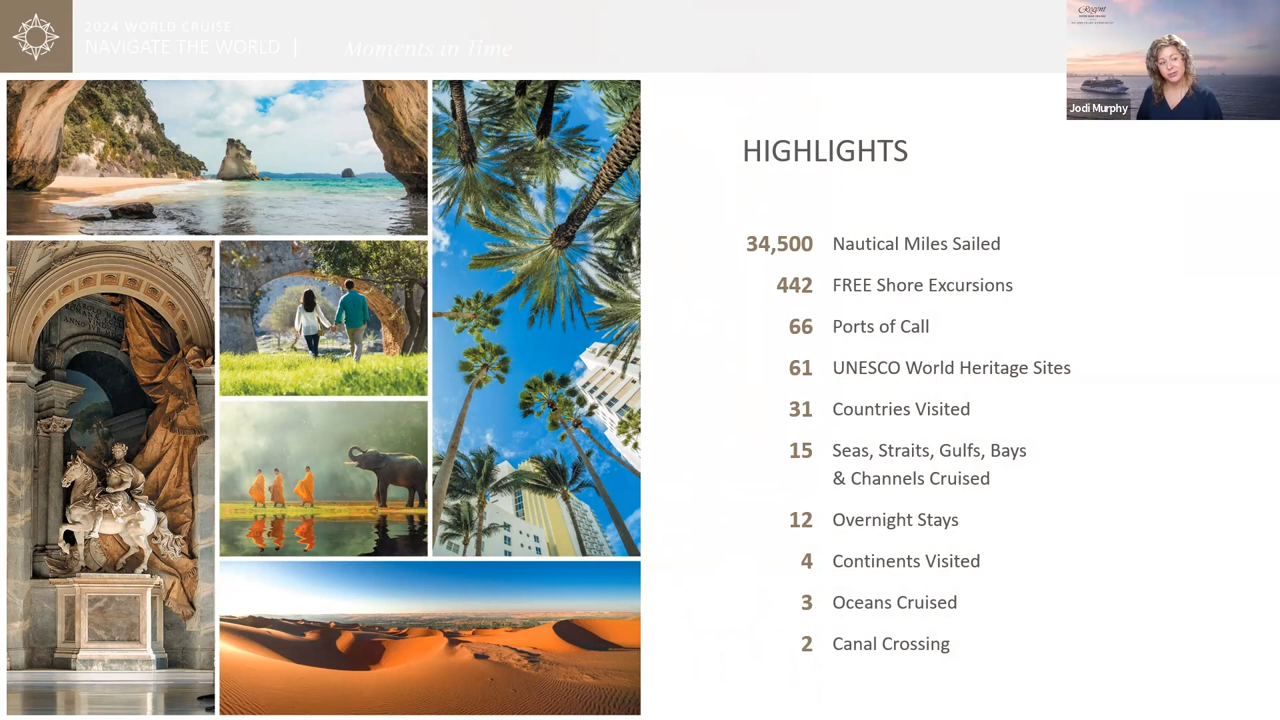 2024 WORLD CRUISE
NAVIGATE THE WORLD | Moments in Time
Regent
Jodi Murphy
HIGHLIGHTS
34,500 Nautical Miles Sailed
442 FREE Shore Excursions
66 Ports of Call
61 UNESCO World Heritage Sites
31 Countries Visited
15 Seas, Straits, Gulfs, Bays
& Channels Cruised
12 Overnight Stays
4 Continents Visited
3 Oceans Cruised
2 Canal Crossing